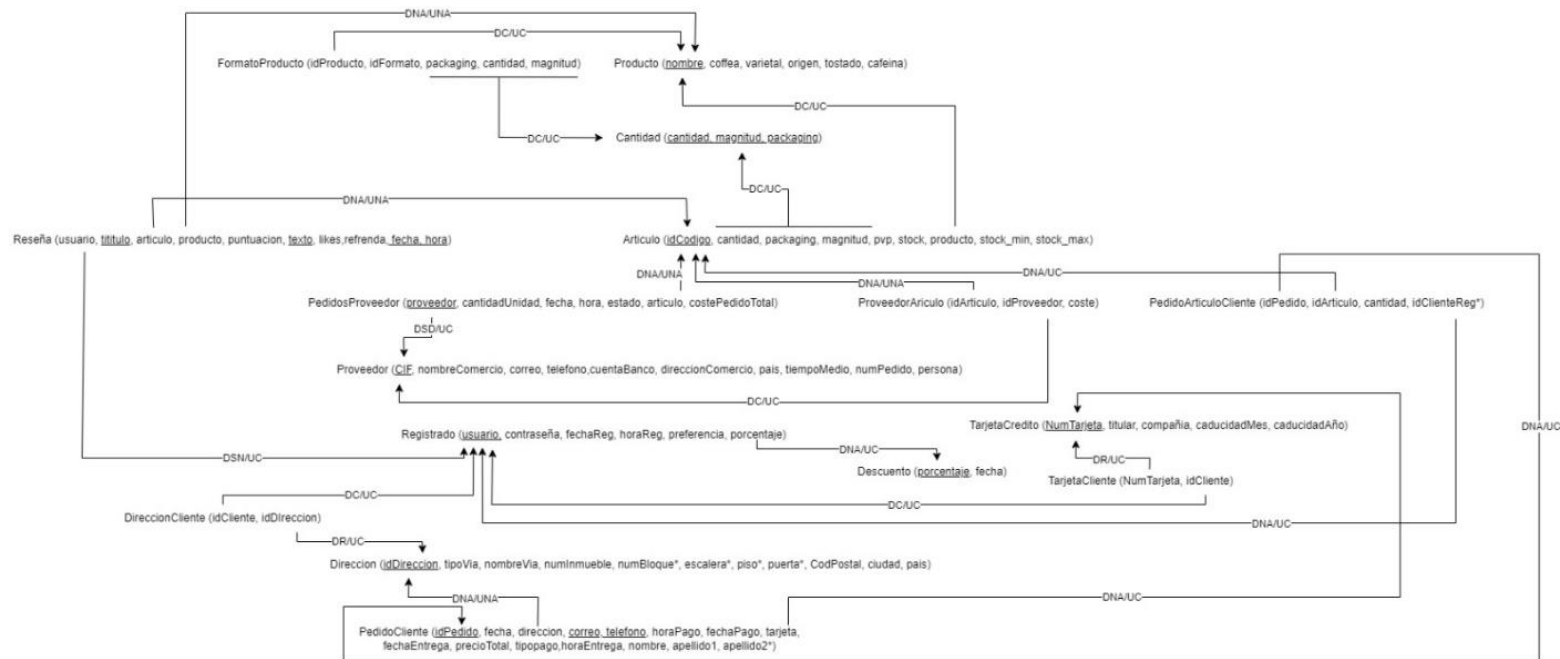 DNA/UNA
DC/UC
FormatoProducto (idProducto, idFormato, packaging, cantidad, magnitud)
Producto (nombre, coffea, varietal, origen, tostado, cafeina)
DC/UC
DC/UC
Cantidad (cantidad, magnitud, packaging)
DC/UC
DNA/UNA
Reseña (usuario, tititulo, articulo, producto, puntuacion, texto, likes,refrenda, fecha, hora)
Articulo (idCodigo, cantidad, packaging, magnitud, pvp, stock, producto, stock_min, stock_max)
DNA/UNA
DNA/UNA
DNA/UC
PedidosProveedor (proveedor, cantidadUnidad, fecha, hora, estado, articulo, costePedidoTotal)
ProveedorAriculo (idArticulo, idProveedor, coste)
PedidoArticuloCliente (idPedido, idArticulo, cantidad, idClienteReg*)
DSD/UC
Proveedor (CIF, nombreComercio, correo, telefono,cuentaBanco, direccionComercio, pais, tiempoMedio, numPedido, persona)
DC/UC
Registrado (usuario, contraseña, fechaReg, horaReg, preferencia, porcentaje)
TarjetaCredito (NumTarjeta, titular, compañia, caducidadMes, caducidadAño)
DNA/UC
DSN/UC
DNA/UC
DR/UC
Descuento (porcentaje, fecha)
TarjetaCliente (NumTarjeta, idCliente)
DC/UC
DC/UC
DireccionCliente (idCliente, idDIreccion)
DNA/UC
DR/UC
Direcion (idDireccion, tipoVia, nombreVia, numInmueble, numBloque*, escalera*, piso*, puerta*, CodPostal, ciudad, pais)
DNA/UNA
DNA/UC
PedidoCliente (idPedido, fecha, direccion, correo, telefono, horaPago, fechaPago, tarjeta,
fechaEntrega, precioTotal, tipopago,horaEntrega, nombre, apellido1, apellido2*)